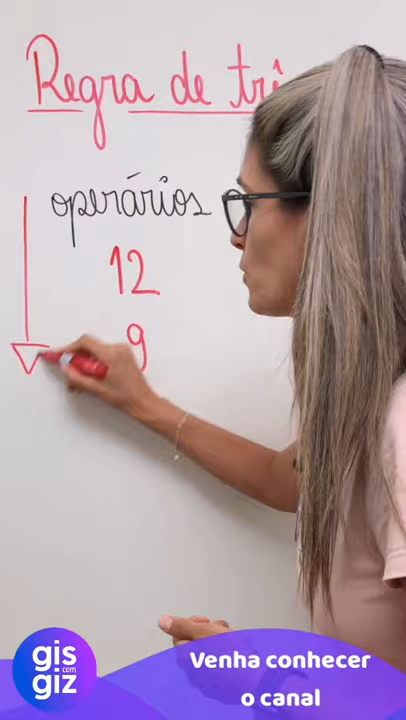 Regra de trê
operários
12
9
gis
com
giz
Venha conhecer
o canal